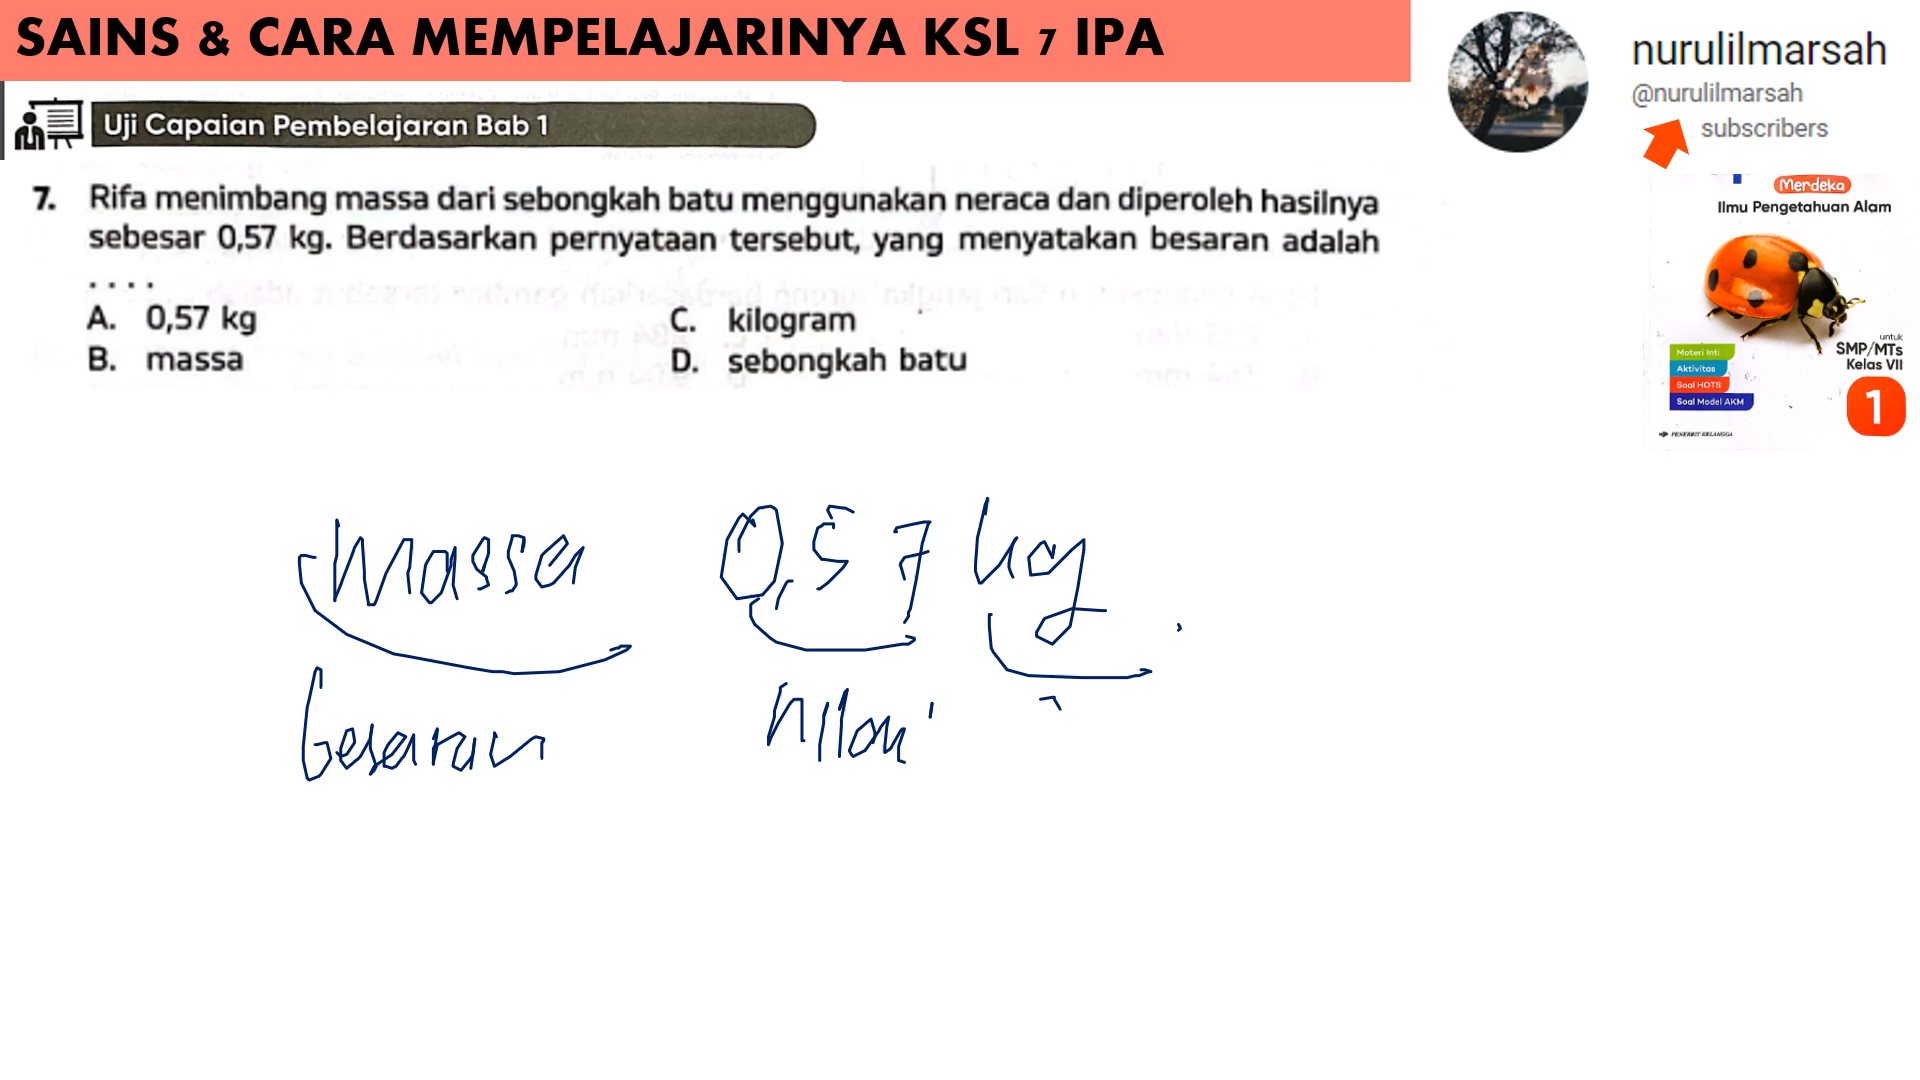 SAINS & CARA MEMPELAJARINYA KSL 7 IPA
nurulilmarsah
@nurulilmarsah
subscribers
Uji Capaian Pembelajaran Bab 1
7. Rifa menimbang massa dari sebongkah batu menggunakan neraca dan diperoleh hasilnya
sebesar 0,57 kg. Berdasarkan pernyataan tersebut, yang menyatakan besaran adalah
. . . .
A. 0,57 kg
B. massa
C. kilogram
D. sebongkah batu
Merdeka
Ilmu Pengetahuan Alam
untuk
SMP/MTs
Kelas VII
1
Materi Inti
Aktivitas
Soal HOTS
Soal Model AKM
PENERBIT ERLANGGA
Massa 0,57 kg
besaran nilai